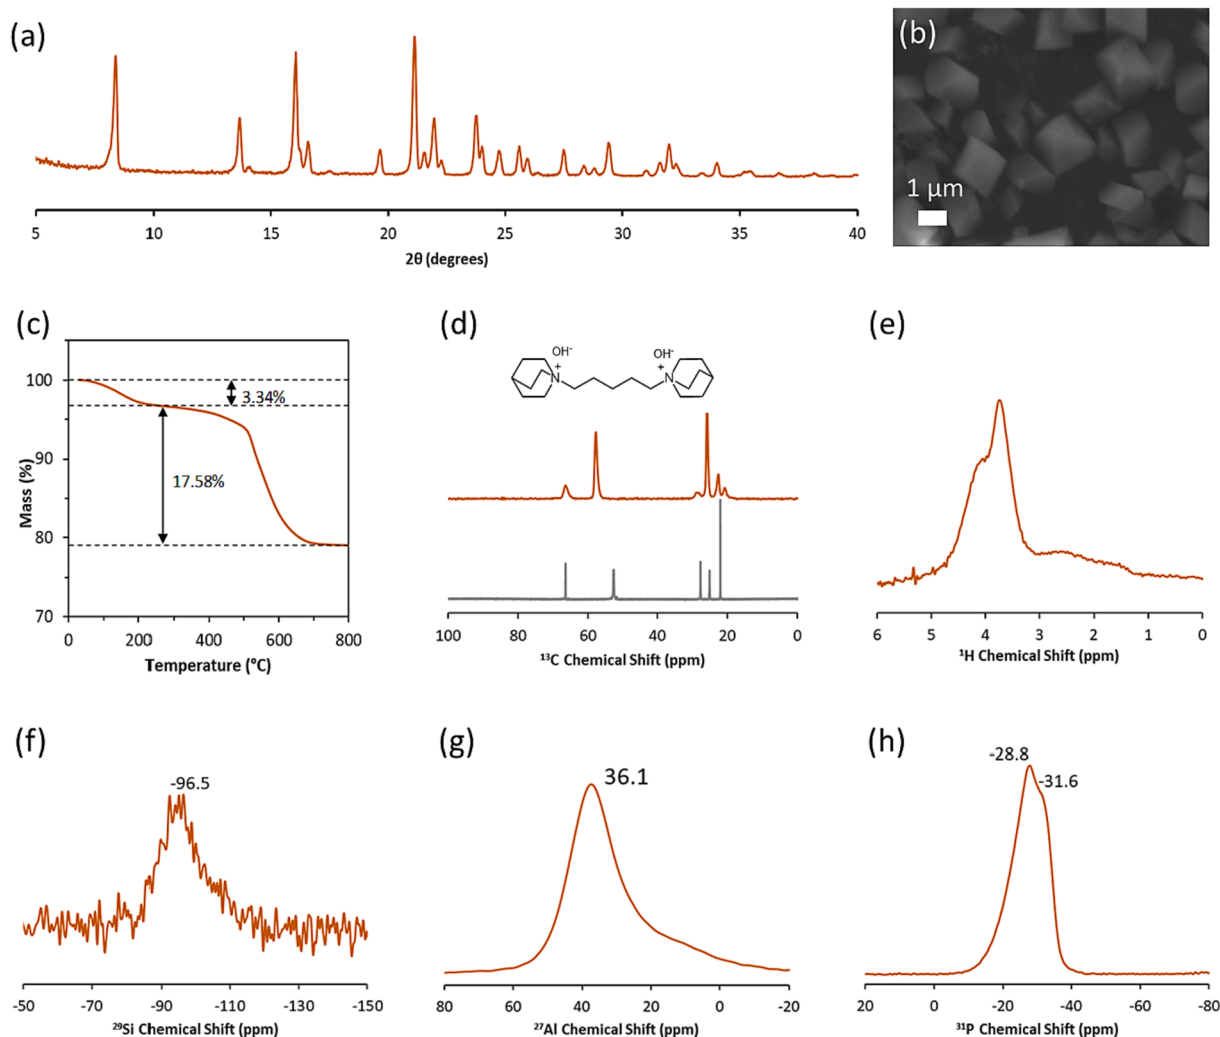 (a)
5 10 15 20 25 30 35 40
2θ (degrees)
(b)
1 µm
(c)
100
90
80
70
3.34%
17.58%
Mass (%)
0 200 400 600 800
Temperature (°C)
(d)
OH⁻ OH⁻
+ +
N N
100 80 60 40 20 0
¹³C Chemical Shift (ppm)
(e)
6 5 4 3 2 1 0
¹H Chemical Shift (ppm)
(f)
-96.5
-50 -70 -90 -110 -130 -150
²⁹Si Chemical Shift (ppm)
(g)
36.1
80 60 40 20 0 -20
²⁷Al Chemical Shift (ppm)
(h)
-28.8
-31.6
20 0 -20 -40 -60 -80
³¹P Chemical Shift (ppm)